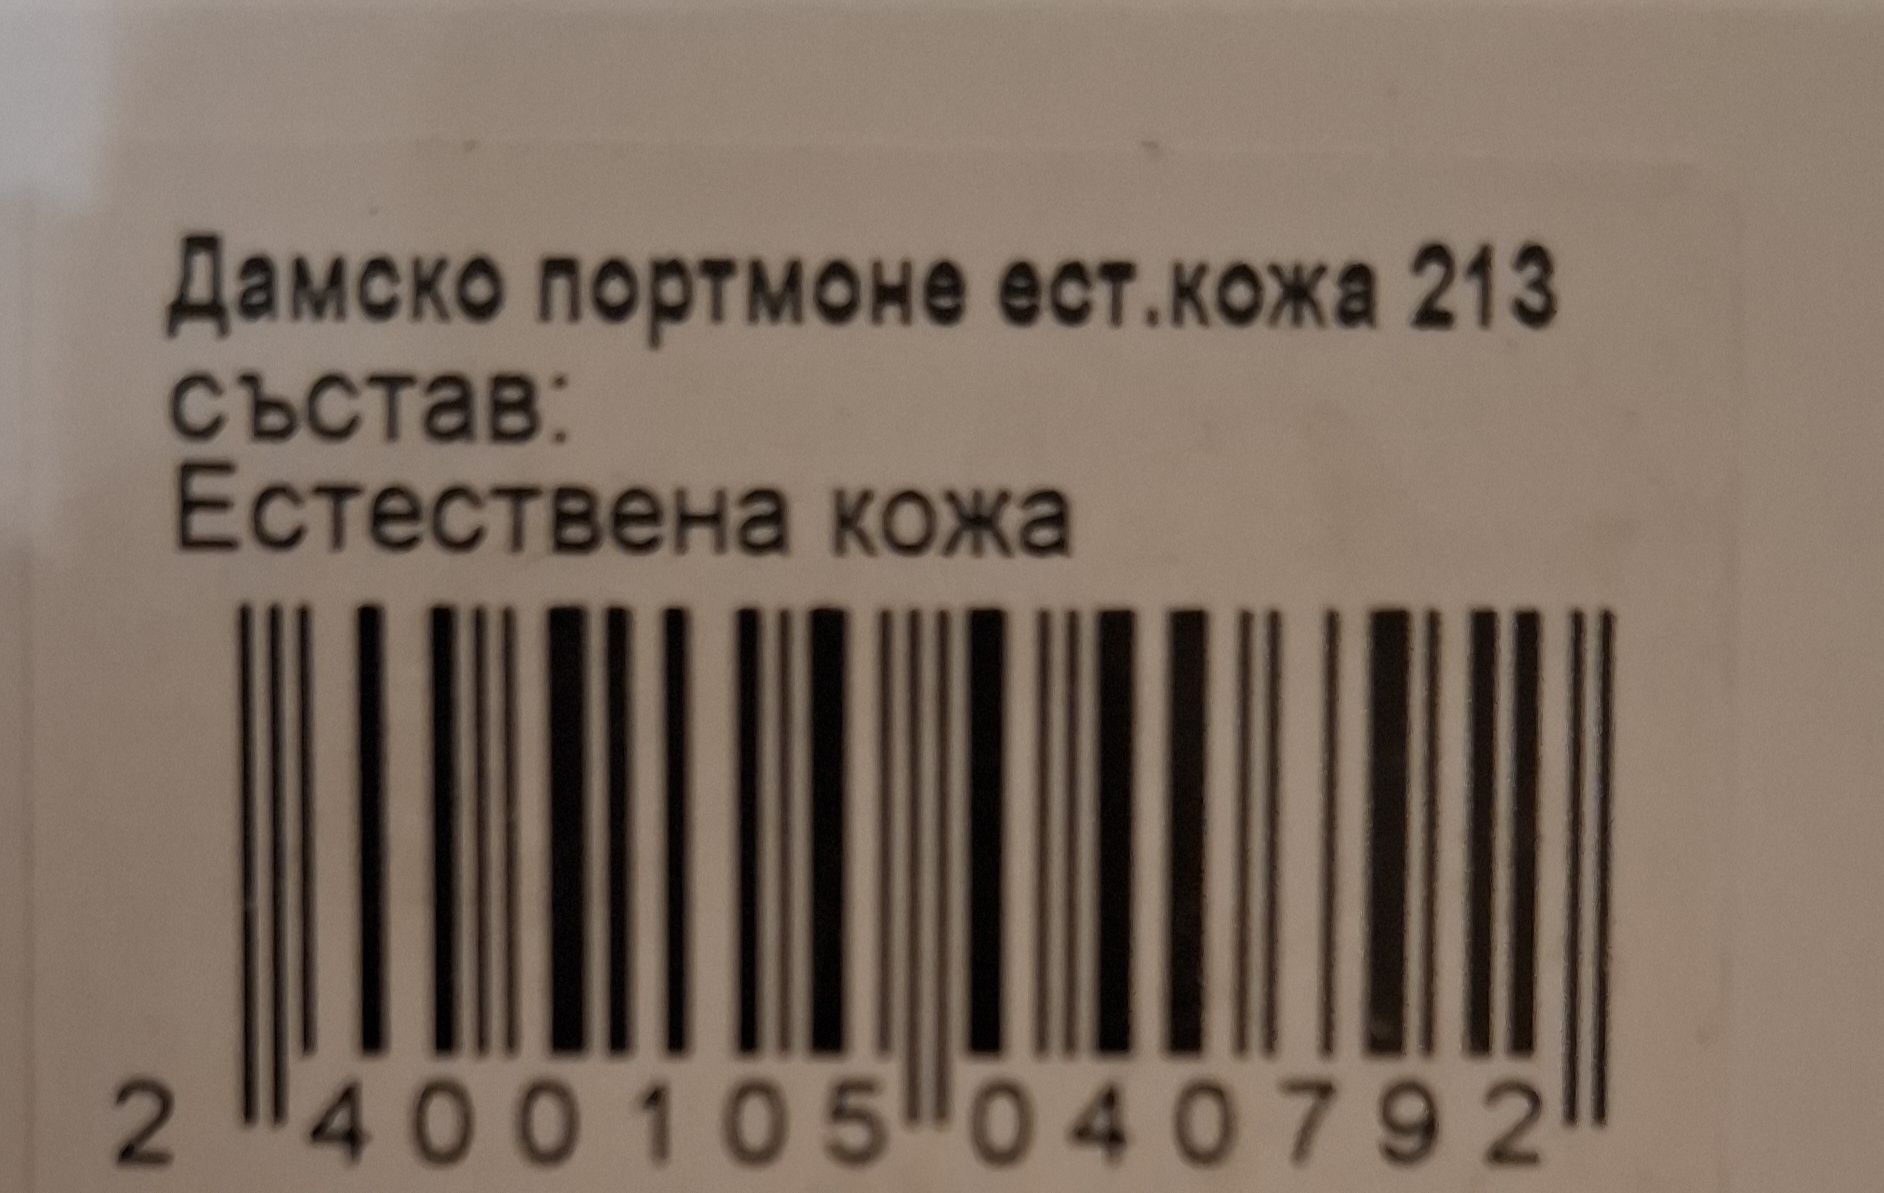 Дамско портмоне ест.кожа 213
състав:
Естествена кожа
2 400105 040792